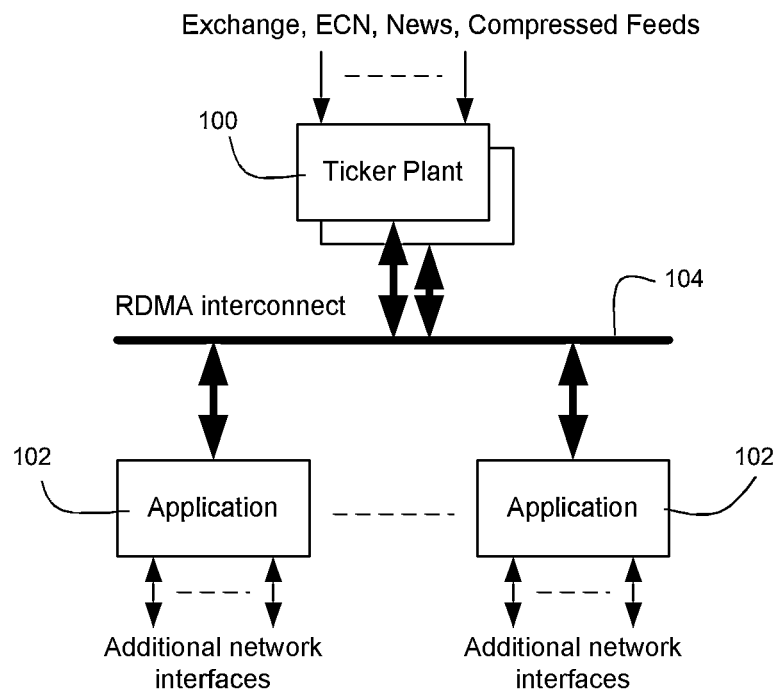 Exchange, ECN, News, Compressed Feeds
100
Ticker Plant
RDMA interconnect
104
102
Application
Application
102
Additional network
interfaces
Additional network
interfaces